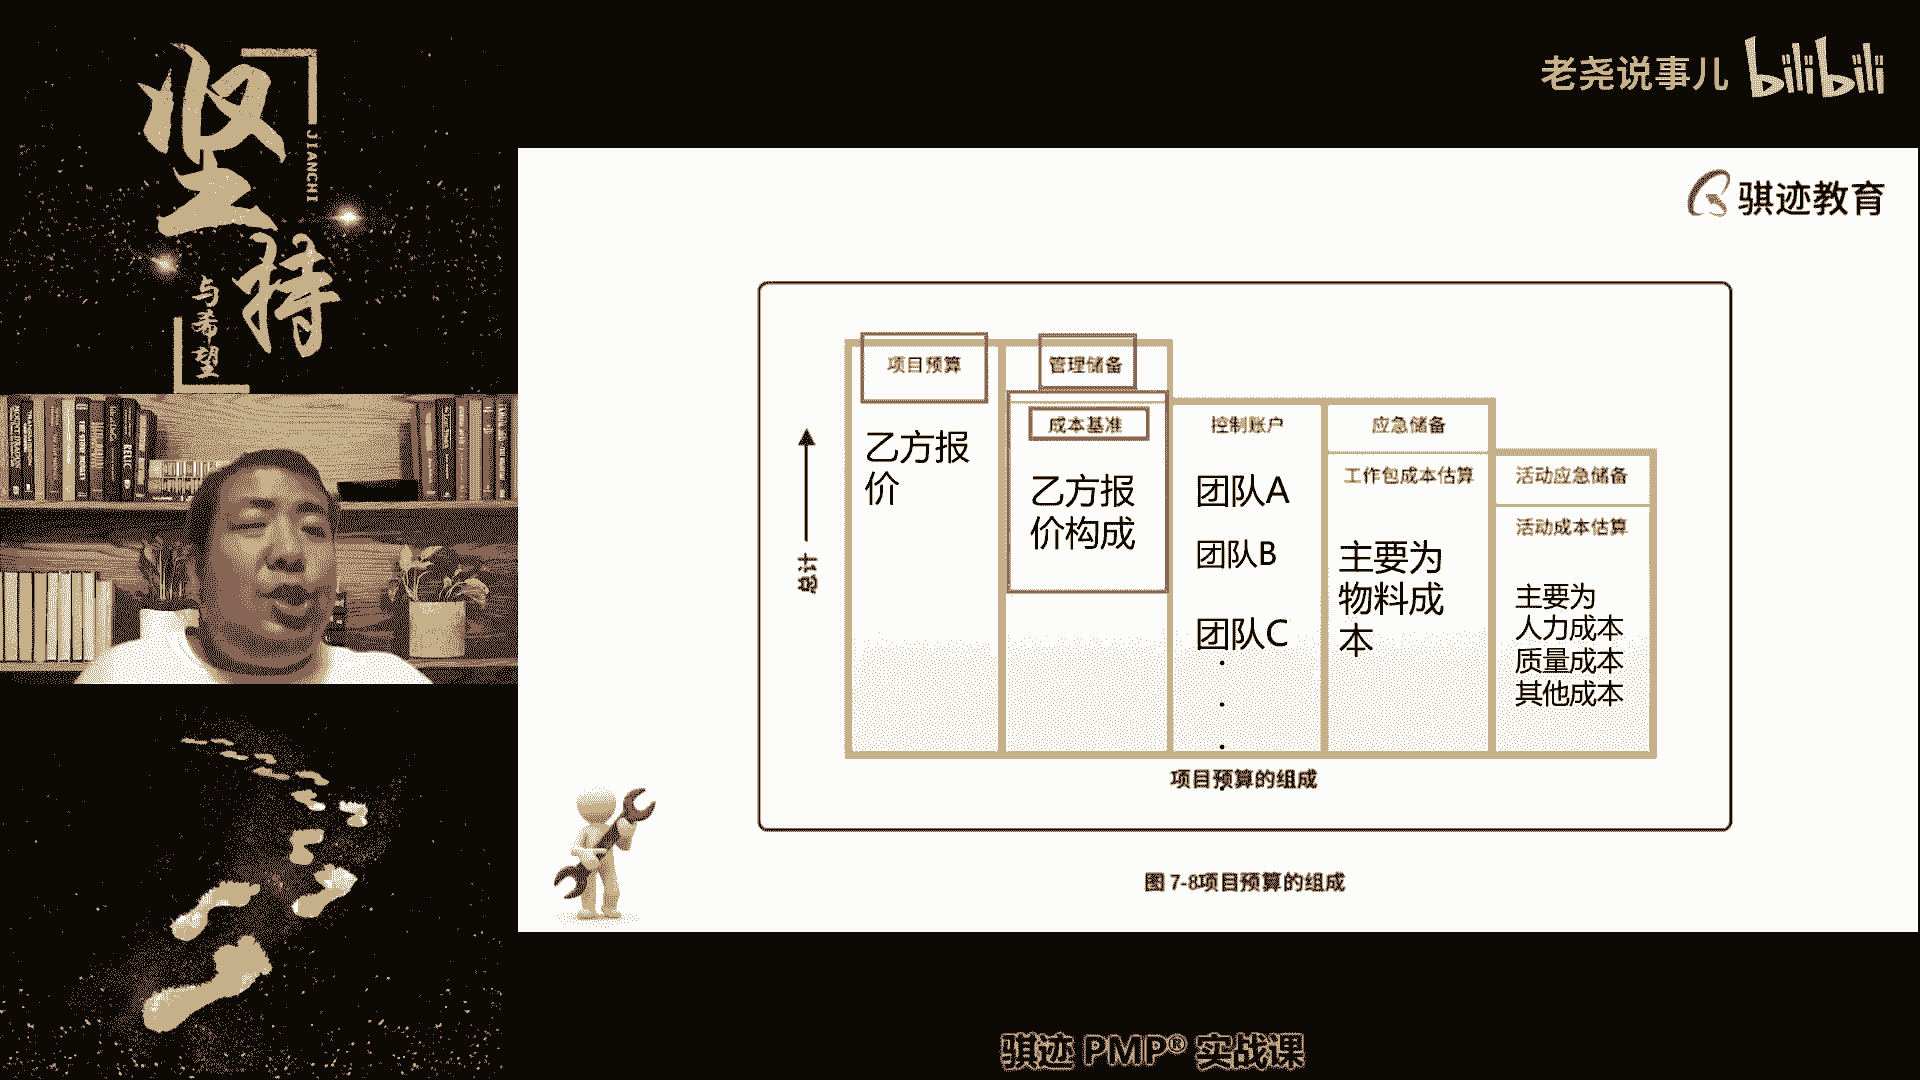 坚持
JIANCHI
与希望
老尧说事儿 bilibili
骐迹教育
项目预算
乙方报
价
管理储备
成本基准
乙方报
价构成
控制账户
团队A
团队B
团队C
应急储备
工作包成本估算
主要为
物料成
本
活动应急储备
活动成本估算
主要为
人力成本
质量成本
其他成本
总计
项目预算的组成
图 7-8项目预算的组成
骐迹 PMP® 实战课